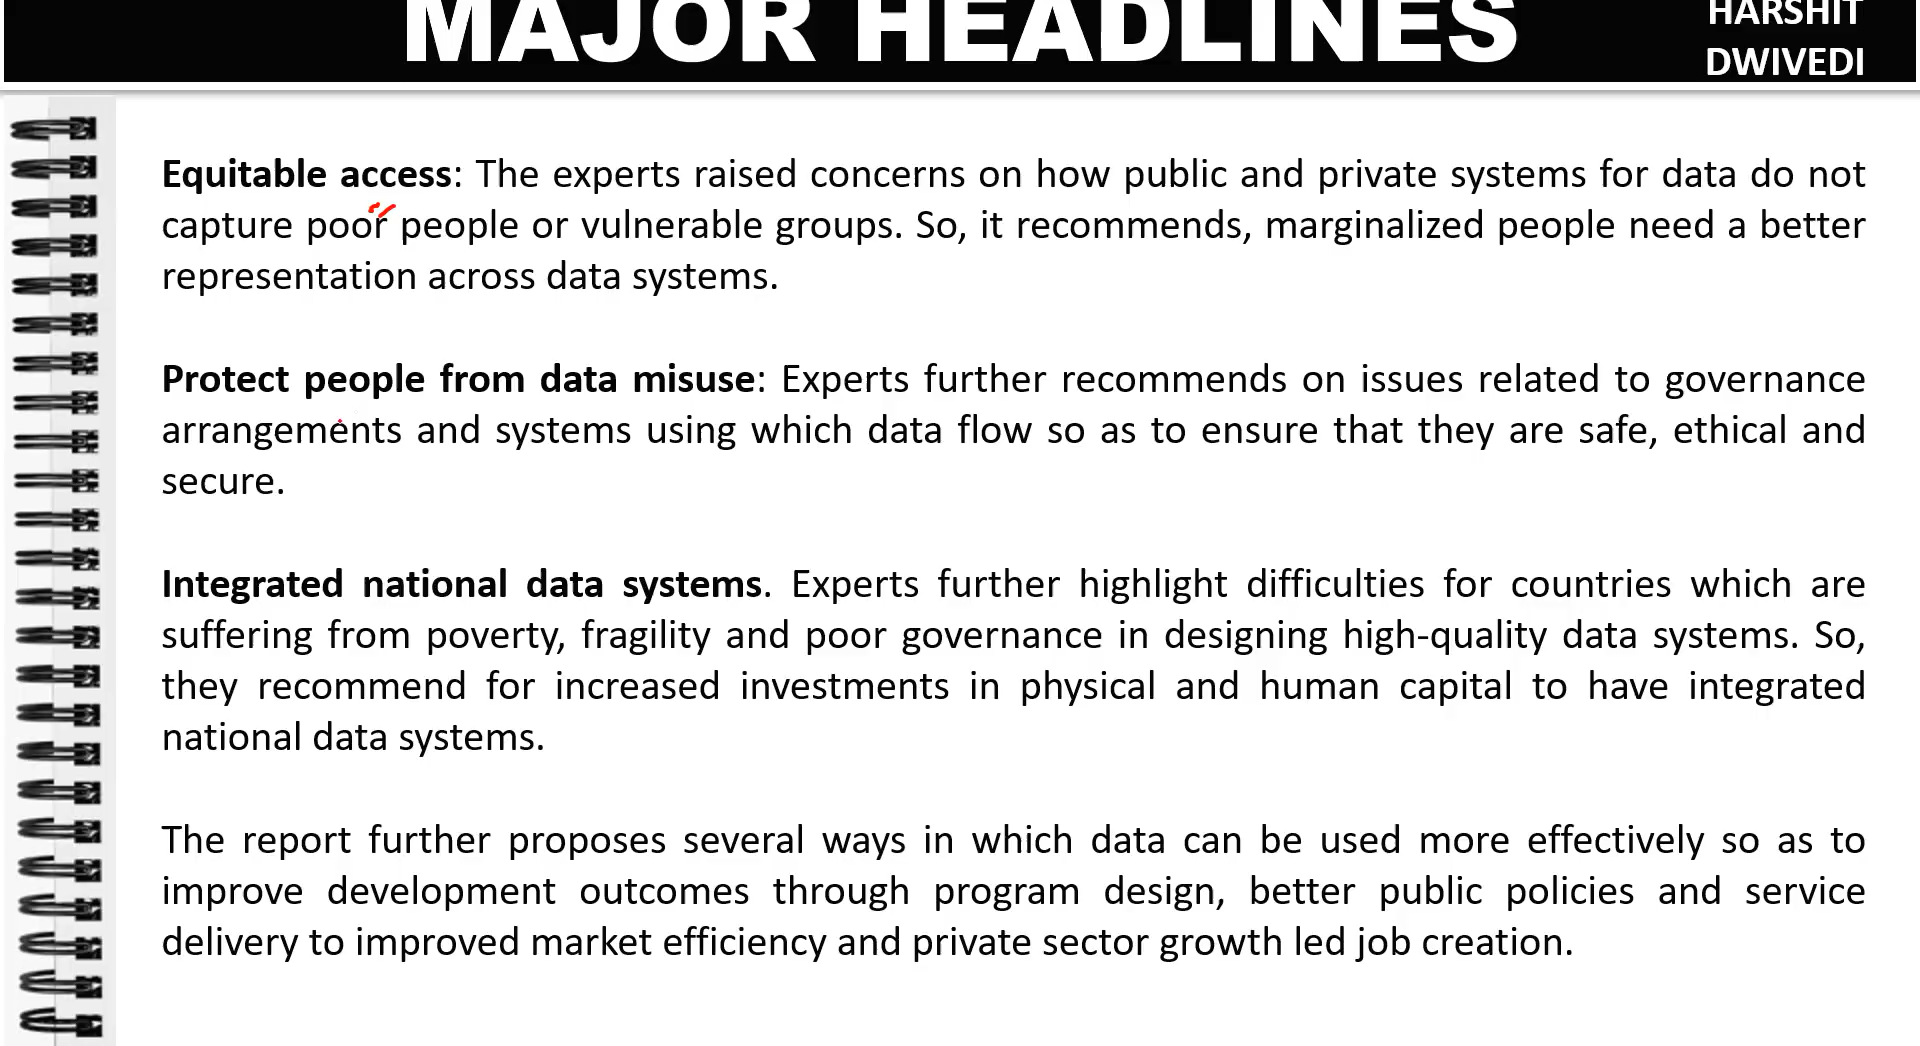 MAJOR HEADLINES
HARSHIT
DWIVEDI
Equitable access: The experts raised concerns on how public and private systems for data do not
capture poor people or vulnerable groups. So, it recommends, marginalized people need a better
representation across data systems.
Protect people from data misuse: Experts further recommends on issues related to governance
arrangements and systems using which data flow so as to ensure that they are safe, ethical and
secure.
Integrated national data systems. Experts further highlight difficulties for countries which are
suffering from poverty, fragility and poor governance in designing high-quality data systems. So,
they recommend for increased investments in physical and human capital to have integrated
national data systems.
The report further proposes several ways in which data can be used more effectively so as to
improve development outcomes through program design, better public policies and service
delivery to improved market efficiency and private sector growth led job creation.